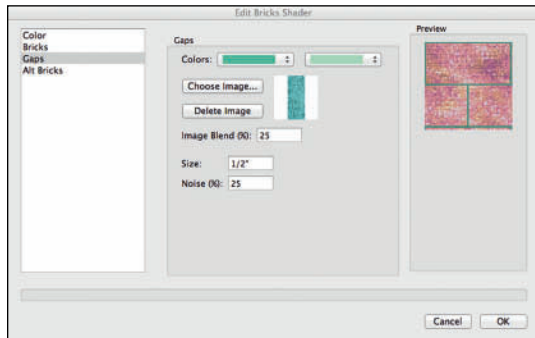 Edit Bricks Shader
Color
Bricks
Gaps
Alt Bricks
Gaps
Colors:
Choose Image...
Delete Image
Image Blend (%): 25
Size: 1/2"
Noise (%): 25
Preview
Cancel
OK